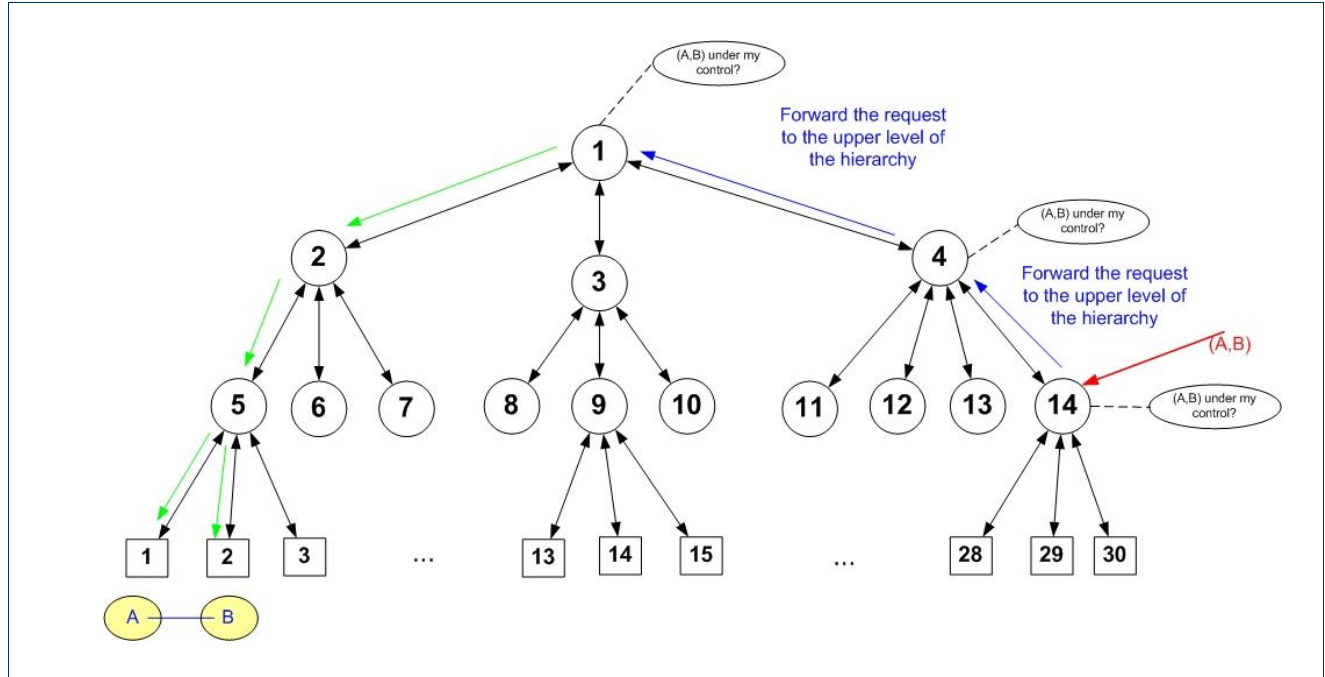 (A,B) under my
control?
Forward the request
to the upper level of
the hierarchy
1
(A,B) under my
control?
2
4
3
Forward the request
to the upper level of
the hierarchy
(A,B)
5
6
7
8
9
10
11
12
13
14
(A,B) under my
control?
1
2
3
...
13
14
15
...
28
29
30
A
B